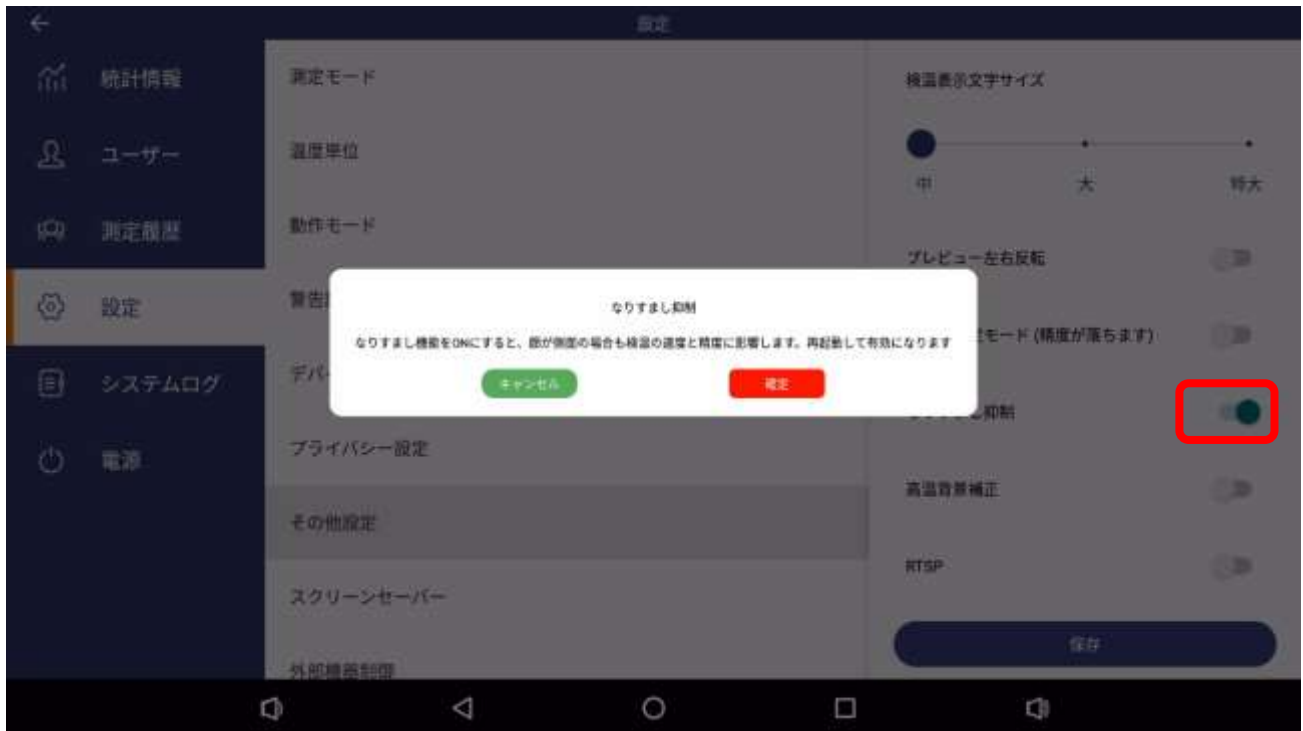 設定
統計情報
ユーザー
測定履歴
設定
システムログ
電源
測定モード
温度単位
動作モード
警告
デバ
プライバシー設定
その他設定
スクリーンセーバー
外部機器制御
検温表示文字サイズ
中 大 特大
プレビュー左右反転
モード (精度が落ちます)
抑制
高温背景補正
RTSP
保存
なりすまし抑制
なりすまし機能をONにすると、顔が側面の場合も検温の速度と精度に影響します。再起動して有効になります
キャンセル 確定